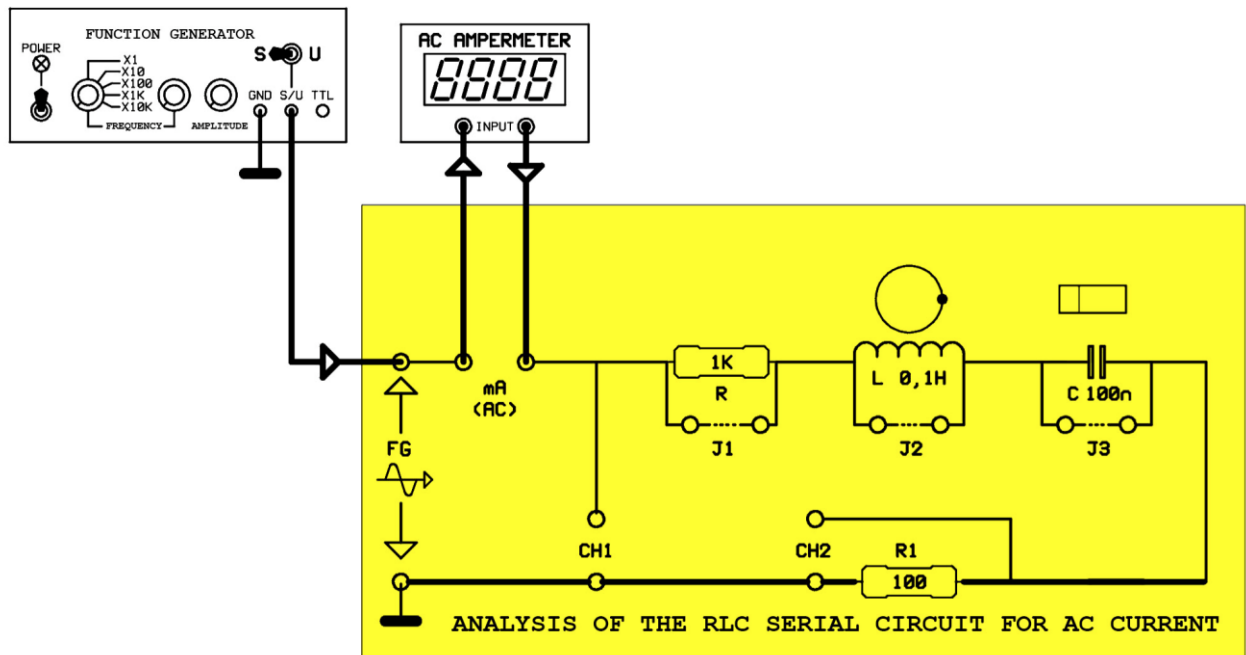 FUNCTION GENERATOR
POWER
S U
X1
X10
X100
X1K
X10K
GND S/U TTL
FREQUENCY
AMPLITUDE
AC AMPERMETER
8888
INPUT
mA
(AC)
1K
R
J1
L 0,1H
J2
C 100n
J3
FG
CH1
CH2
R1
100
ANALYSIS OF THE RLC SERIAL CIRCUIT FOR AC CURRENT